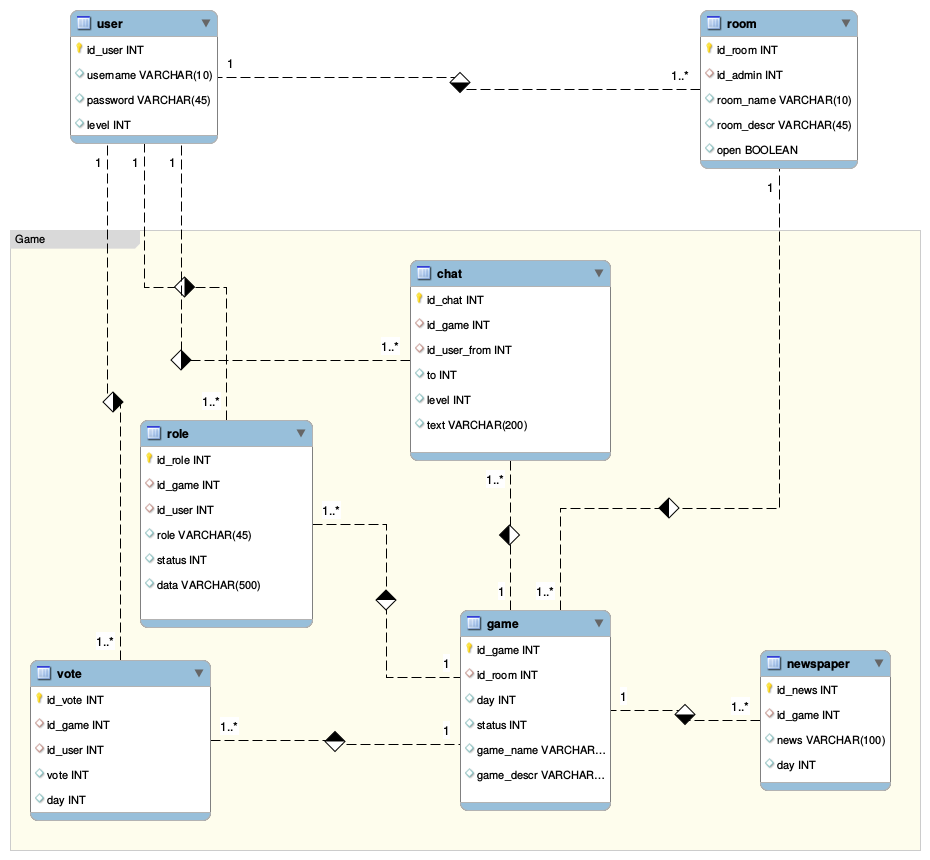 user
id_user INT
username VARCHAR(10)
password VARCHAR(45)
level INT
1
1..*
room
id_room INT
id_admin INT
room_name VARCHAR(10)
room_descr VARCHAR(45)
open BOOLEAN
1
1
1
1
Game
chat
id_chat INT
id_game INT
id_user_from INT
to INT
level INT
text VARCHAR(200)
1..*
1..*
role
id_role INT
id_game INT
id_user INT
role VARCHAR(45)
status INT
data VARCHAR(500)
1..*
1..*
1
1..*
1..*
1
vote
id_vote INT
id_game INT
id_user INT
vote INT
day INT
1..*
1
game
id_game INT
id_room INT
day INT
status INT
game_name VARCHAR...
game_descr VARCHAR...
1
1..*
newspaper
id_news INT
id_game INT
news VARCHAR(100)
day INT